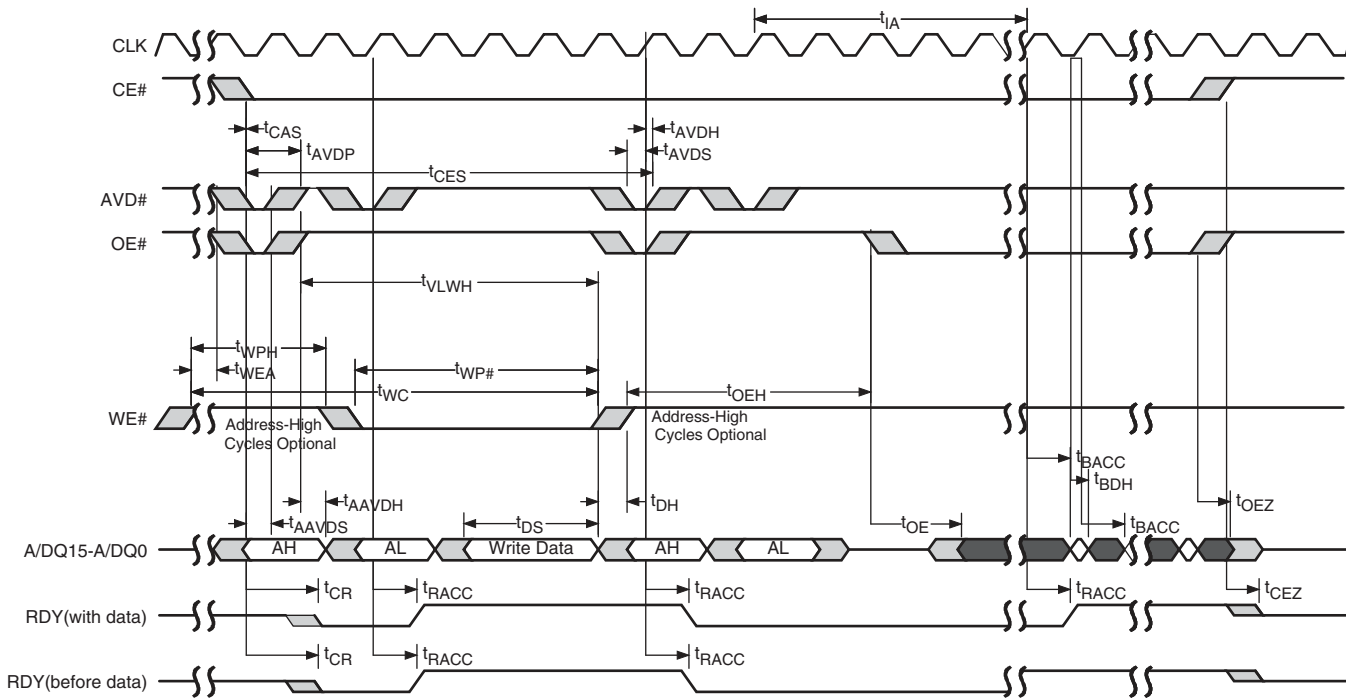 tIA
CLK
CE#
tCAS
tAVDH
tAVDP
tAVDS
tCES
AVD#
OE#
tVLWH
tWPH
tWEA
tWP#
tWC
tOEH
WE#
Address-High
Cycles Optional
Address-High
Cycles Optional
tBACC
tBDH
tAAVDH
tDH
tOEZ
tAAVDS
tDS
tOE
tBACC
A/DQ15-A/DQ0
AH
AL
Write Data
AH
AL
tCR
tRACC
tRACC
tRACC
tCEZ
RDY(with data)
tCR
tRACC
tRACC
RDY(before data)